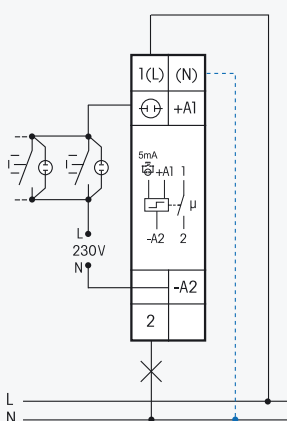 1(L) (N)
+A1
5mA
+A1 1
μ
-A2 2
L
230V
N
-A2
2
L
N